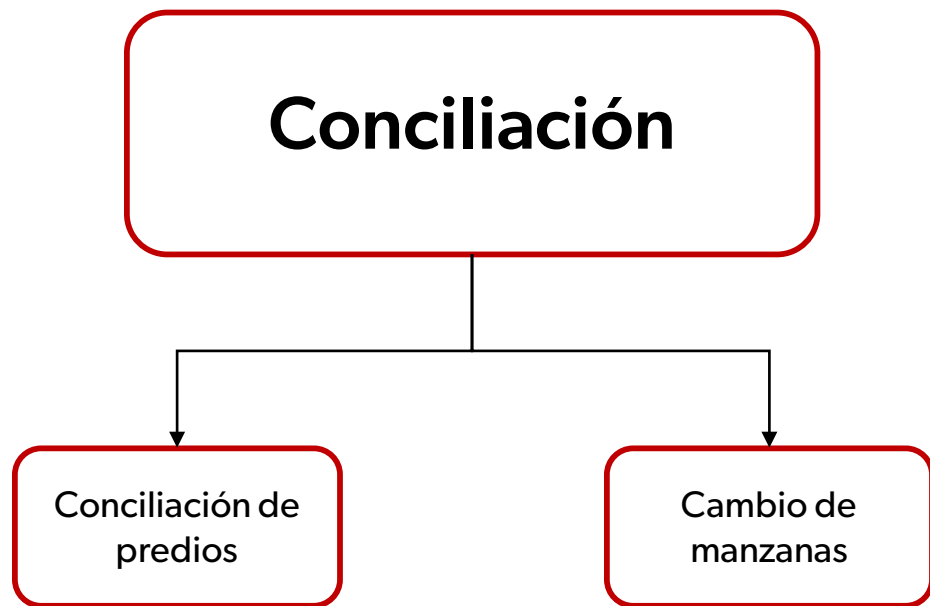 Conciliación
Conciliación de
predios
Cambio de
manzanas